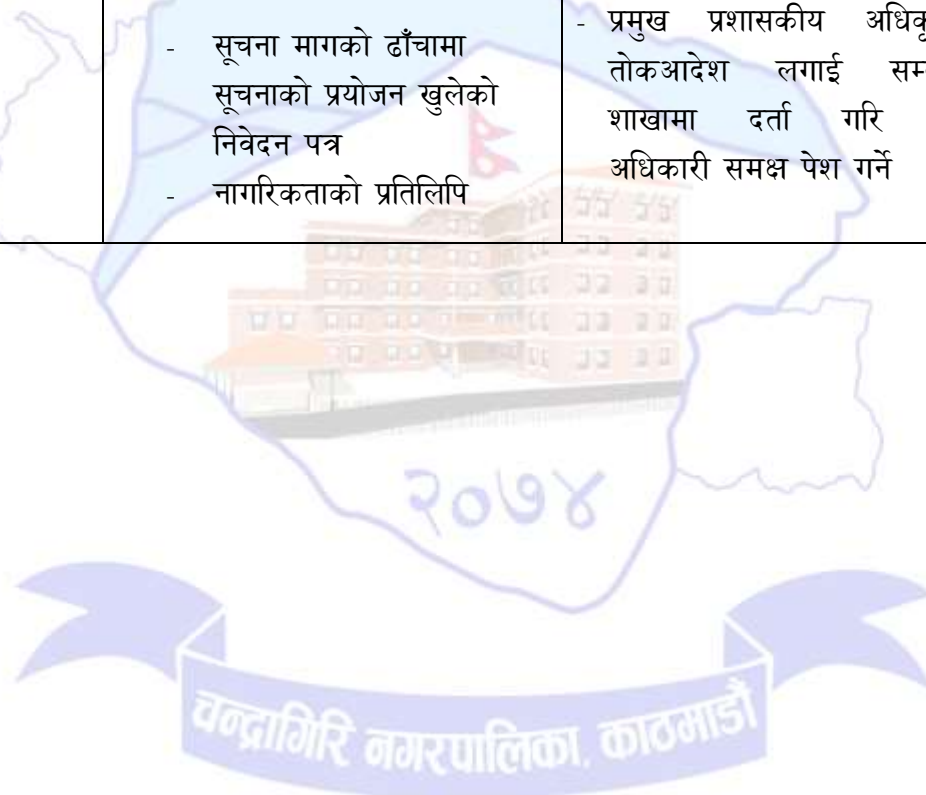 - सूचना मागको ढाँचामा
सूचनाको प्रयोजन खुलेको
निवेदन पत्र
- नागरिकताको प्रतिलिपि
- प्रमुख प्रशासकीय
तोकआदेश लगाई
शाखामा दर्ता गरि
अधिकारी समक्ष पेश गर्ने
२०७४
चन्द्रागिरि नगरपालिका, काठमाडौं